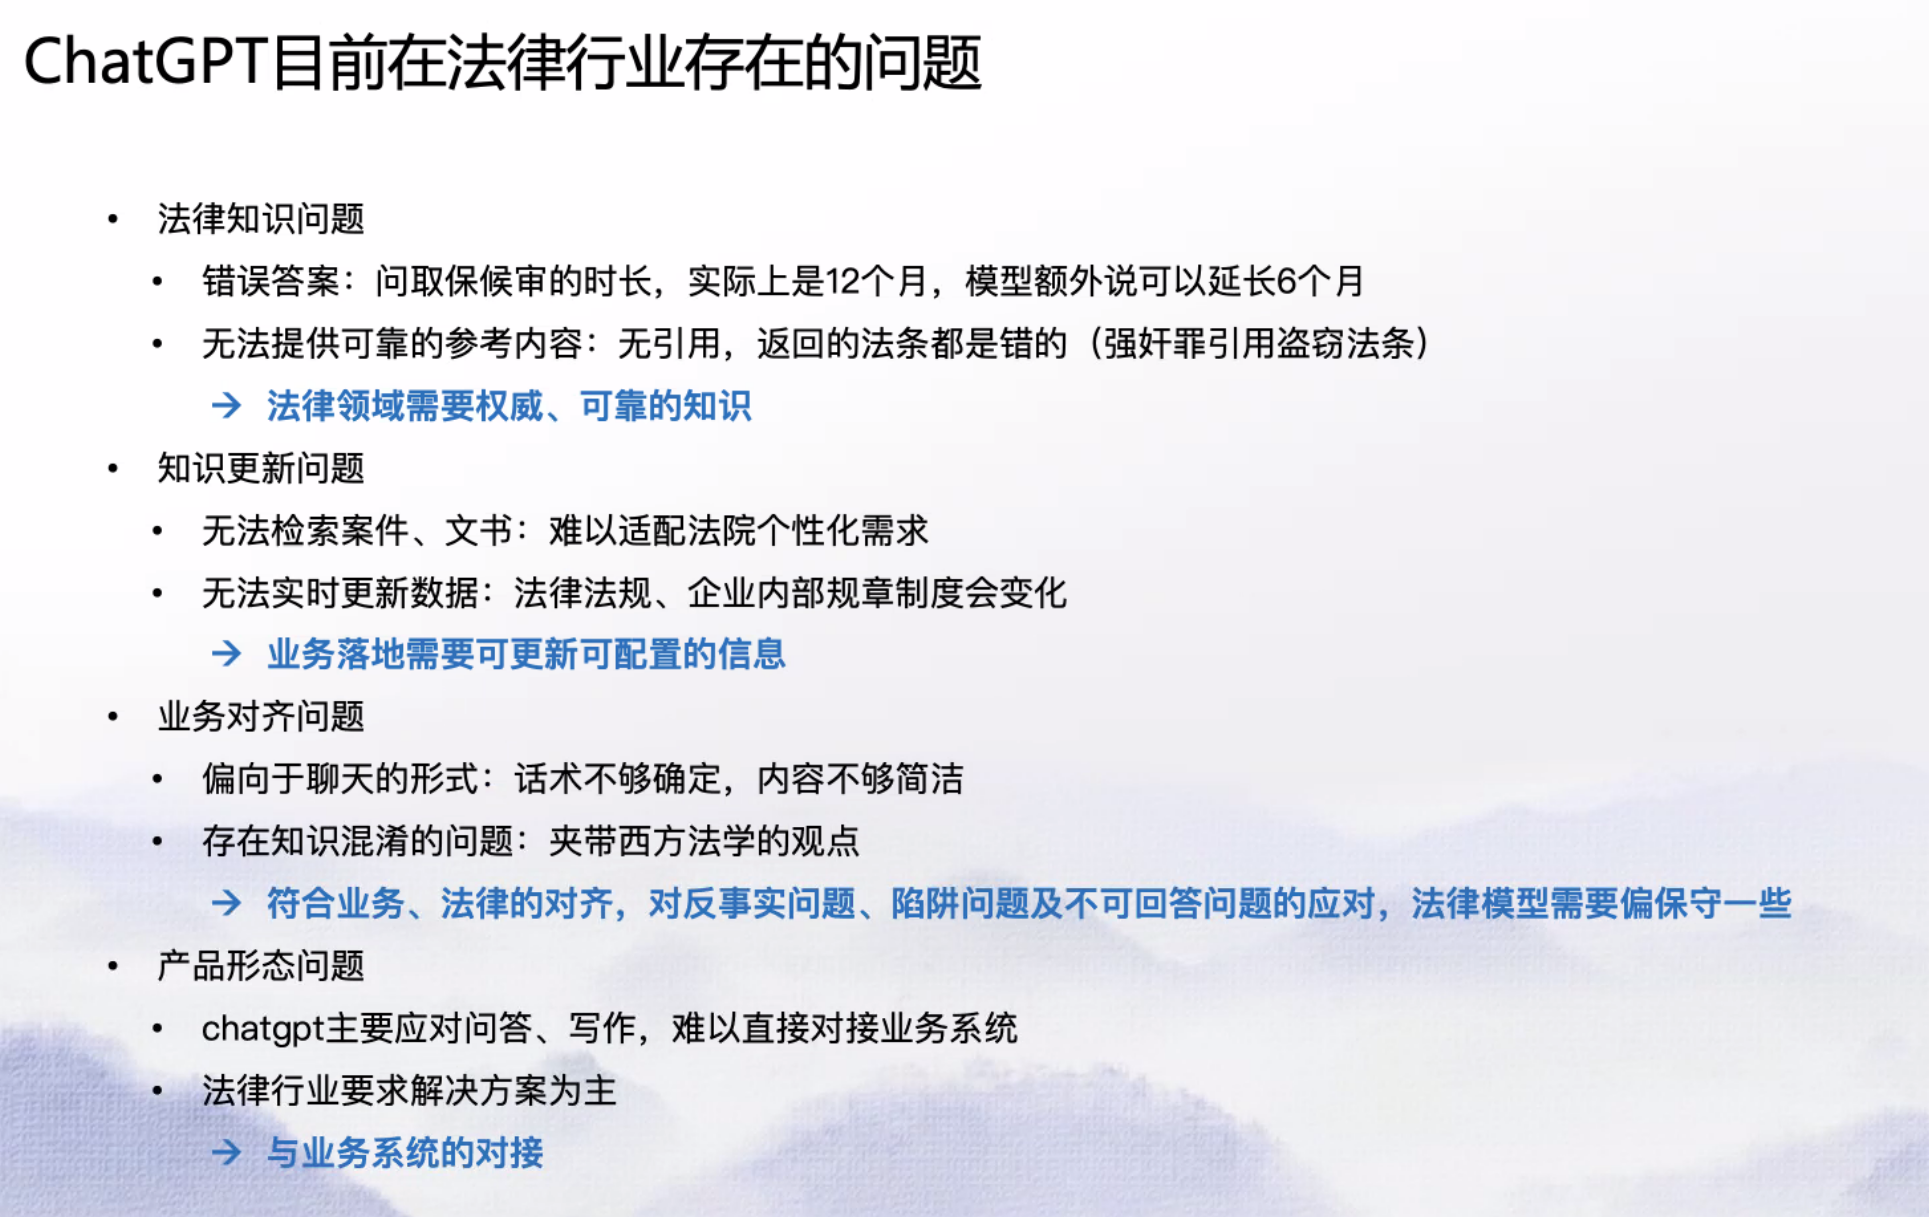 ChatGPT目前在法律行业存在的问题
• 法律知识问题
• 错误答案：问取保候审的时长，实际上是12个月，模型额外说可以延长6个月
• 无法提供可靠的参考内容：无引用，返回的法条都是错的（强奸罪引用盗窃法条）
→ 法律领域需要权威、可靠的知识
• 知识更新问题
• 无法检索案件、文书：难以适配法院个性化需求
• 无法实时更新数据：法律法规、企业内部规章制度会变化
→ 业务落地需要可更新可配置的信息
• 业务对齐问题
• 偏向于聊天的形式：话术不够确定，内容不够简洁
• 存在知识混淆的问题：夹带西方法学的观点
→ 符合业务、法律的对齐，对反事实问题、陷阱问题及不可回答问题的应对，法律模型需要偏保守一些
• 产品形态问题
• chatgpt主要应对问答、写作，难以直接对接业务系统
• 法律行业要求解决方案为主
→ 与业务系统的对接